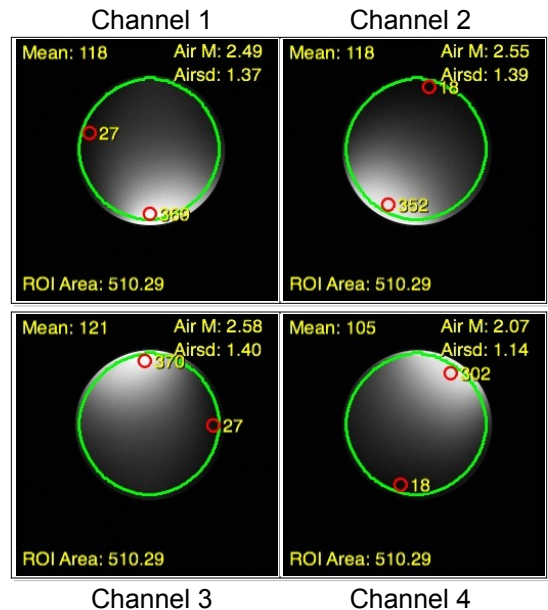 Channel 1
Channel 2
Mean: 118
Air M: 2.49
Airsd: 1.37
27
360
ROI Area: 510.29
Mean: 118
Air M: 2.55
Airsd: 1.39
18
352
ROI Area: 510.29
Mean: 121
Air M: 2.58
Airsd: 1.40
370
27
ROI Area: 510.29
Mean: 105
Air M: 2.07
Airsd: 1.14
302
18
ROI Area: 510.29
Channel 3
Channel 4